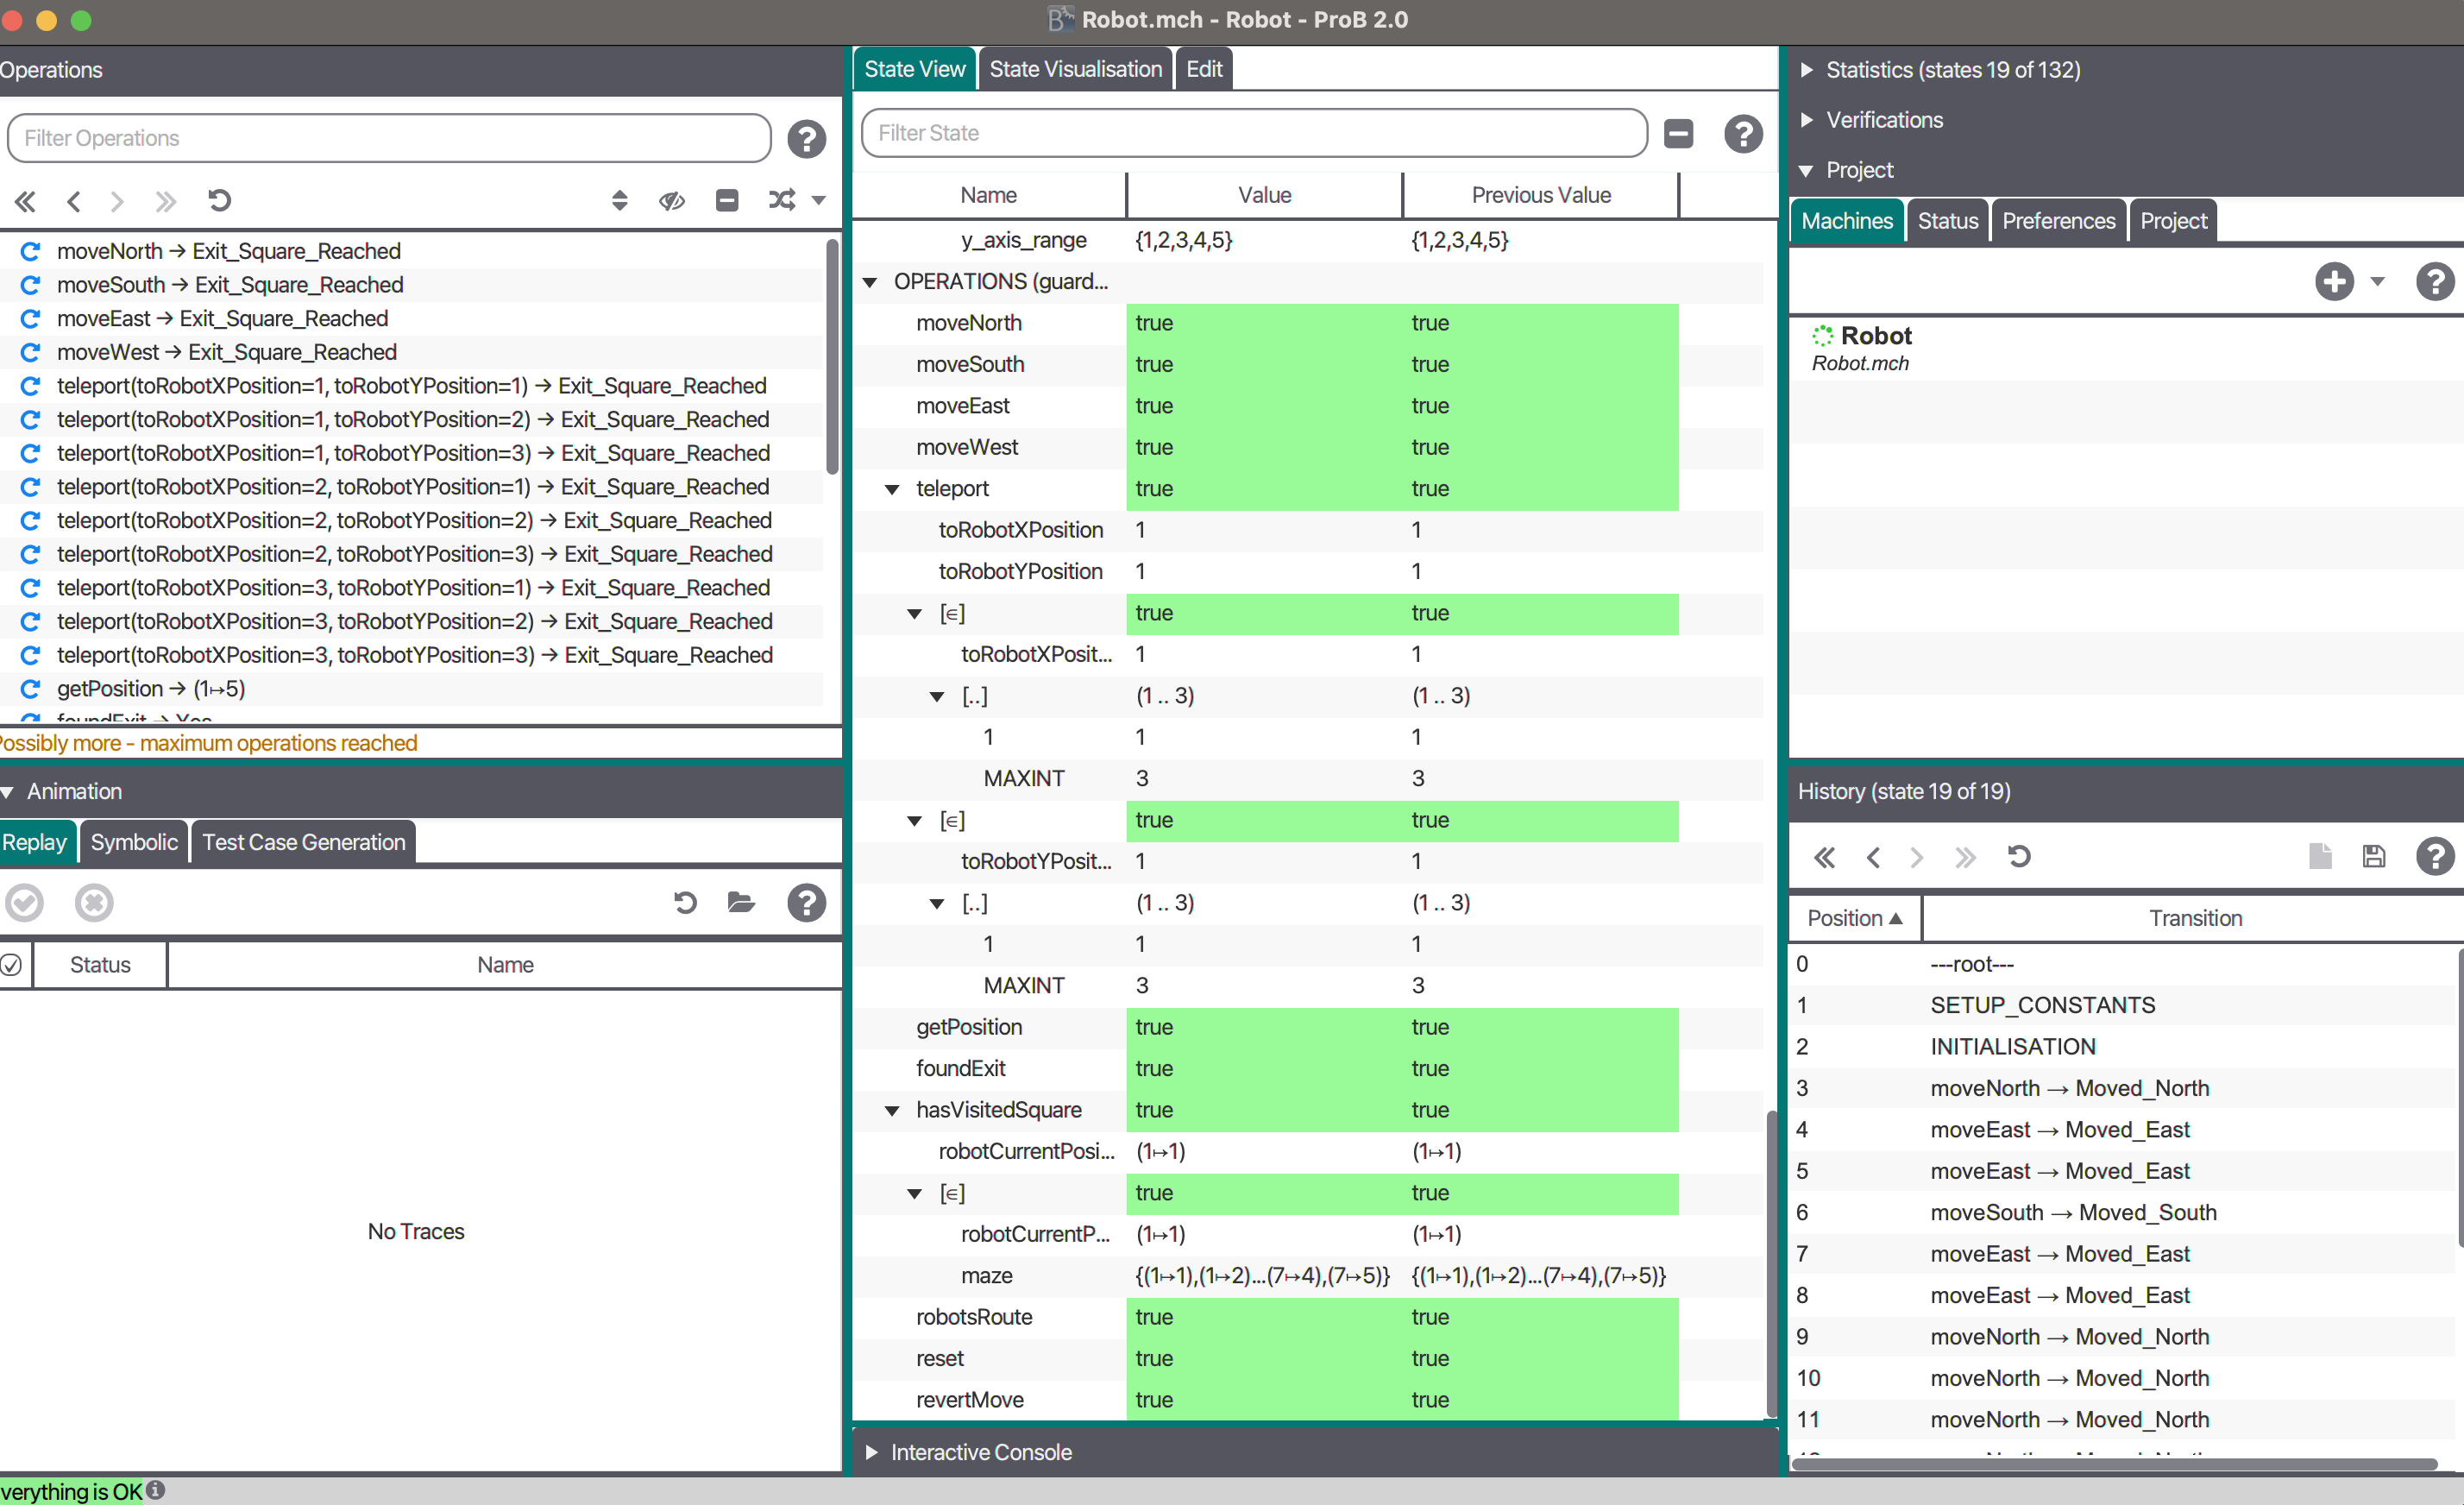 Robot.mch - Robot - ProB 2.0
Operations
Filter Operations
moveNorth → Exit_Square_Reached
moveSouth → Exit_Square_Reached
moveEast → Exit_Square_Reached
moveWest → Exit_Square_Reached
teleport(toRobotXPosition=1, toRobotYPosition=1) → Exit_Square_Reached
teleport(toRobotXPosition=1, toRobotYPosition=2) → Exit_Square_Reached
teleport(toRobotXPosition=1, toRobotYPosition=3) → Exit_Square_Reached
teleport(toRobotXPosition=2, toRobotYPosition=1) → Exit_Square_Reached
teleport(toRobotXPosition=2, toRobotYPosition=2) → Exit_Square_Reached
teleport(toRobotXPosition=2, toRobotYPosition=3) → Exit_Square_Reached
teleport(toRobotXPosition=3, toRobotYPosition=1) → Exit_Square_Reached
teleport(toRobotXPosition=3, toRobotYPosition=2) → Exit_Square_Reached
teleport(toRobotXPosition=3, toRobotYPosition=3) → Exit_Square_Reached
getPosition → (1↦5)
foundExit → Yes
Possibly more - maximum operations reached
Animation
Replay Symbolic Test Case Generation
Status Name
No Traces
verything is OK
State View State Visualisation Edit
Filter State
Name Value Previous Value
y_axis_range {1,2,3,4,5} {1,2,3,4,5}
OPERATIONS (guard...
moveNorth true true
moveSouth true true
moveEast true true
moveWest true true
teleport true true
toRobotXPosition 1 1
toRobotYPosition 1 1
[∈] true true
toRobotXPosit... 1 1
[..] (1 .. 3) (1 .. 3)
1 1 1
MAXINT 3 3
[∈] true true
toRobotYPosit... 1 1
[..] (1 .. 3) (1 .. 3)
1 1 1
MAXINT 3 3
getPosition true true
foundExit true true
hasVisitedSquare true true
robotCurrentPosi... (1↦1) (1↦1)
[∈] true true
robotCurrentP... (1↦1) (1↦1)
maze {(1↦1),(1↦2)...(7↦4),(7↦5)} {(1↦1),(1↦2)...(7↦4),(7↦5)}
robotsRoute true true
reset true true
revertMove true true
Interactive Console
Statistics (states 19 of 132)
Verifications
Project
Machines Status Preferences Project
Robot
Robot.mch
History (state 19 of 19)
Position Transition
0 ---root---
1 SETUP_CONSTANTS
2 INITIALISATION
3 moveNorth → Moved_North
4 moveEast → Moved_East
5 moveEast → Moved_East
6 moveSouth → Moved_South
7 moveEast → Moved_East
8 moveEast → Moved_East
9 moveNorth → Moved_North
10 moveNorth → Moved_North
11 moveNorth → Moved_North